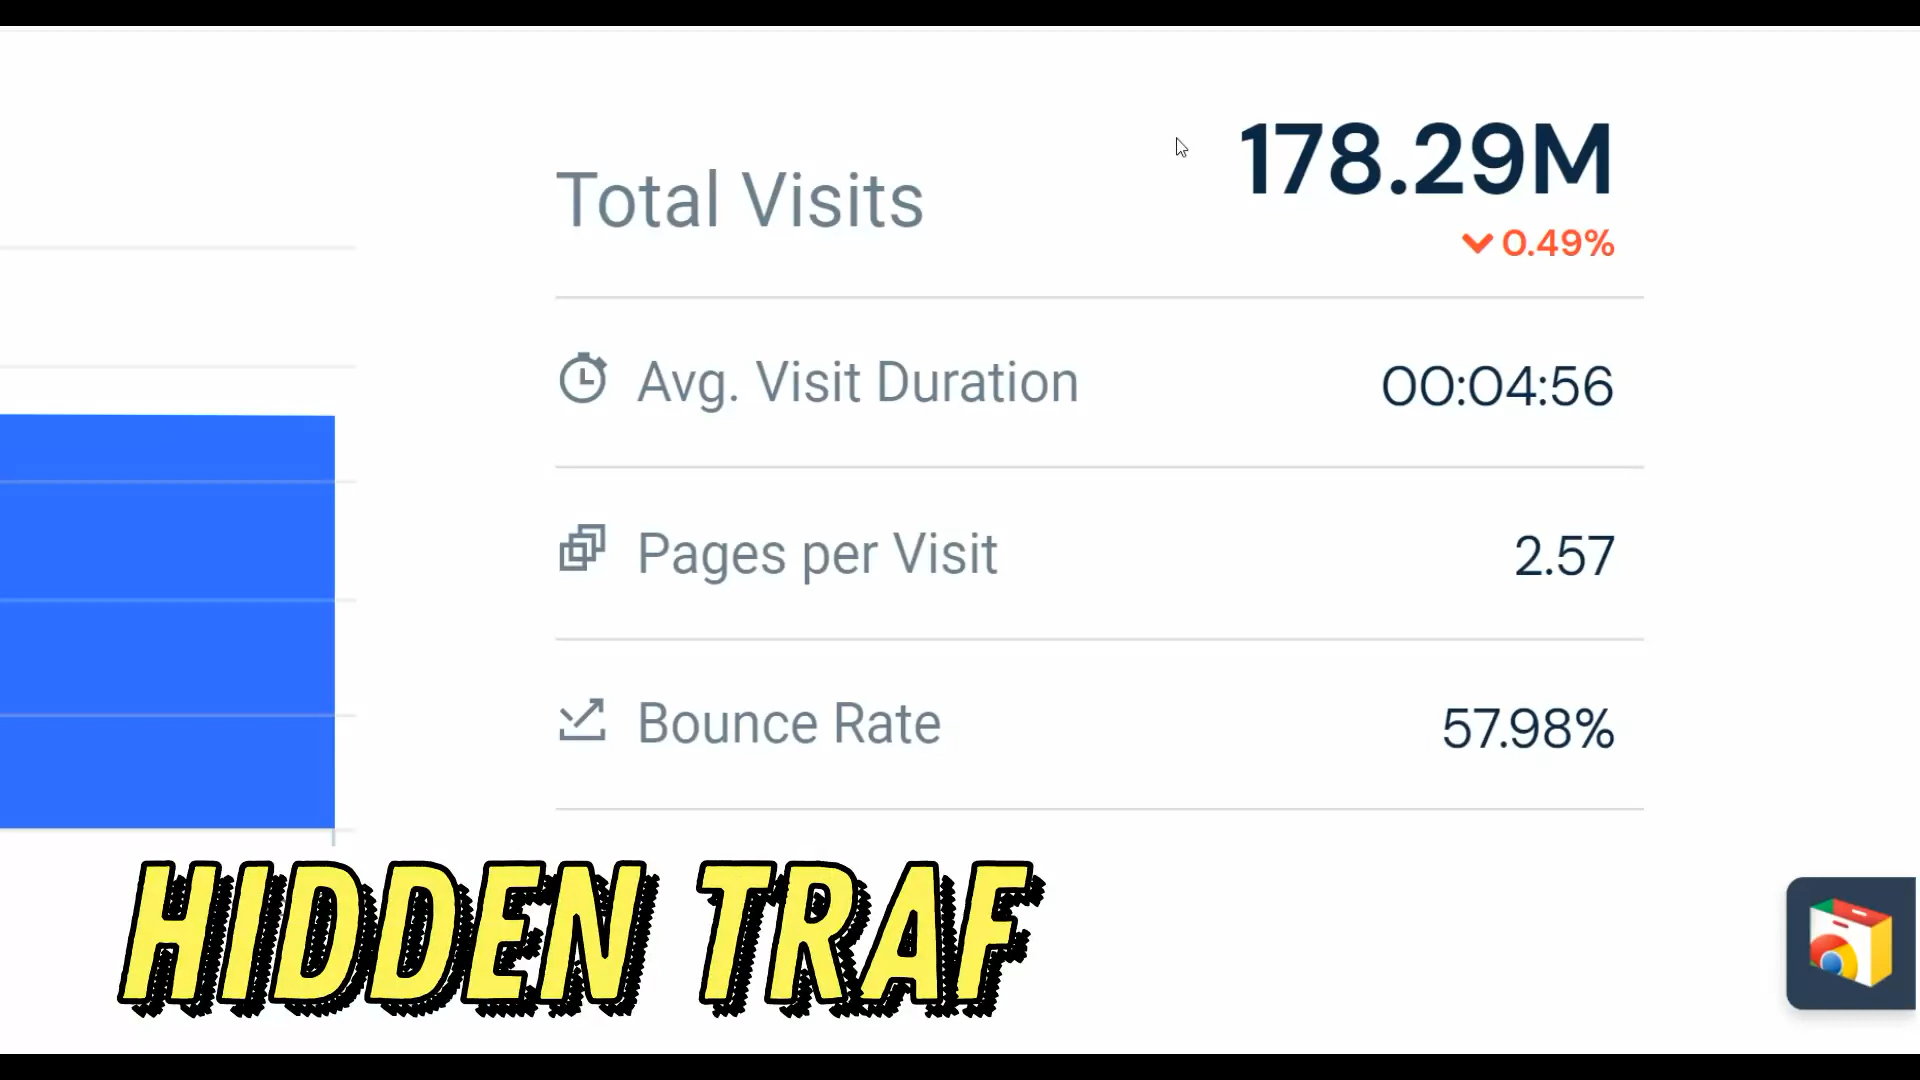 Total Visits 178.29M
0.49%
Avg. Visit Duration 00:04:56
Pages per Visit 2.57
Bounce Rate 57.98%
HIDDEN TRAF